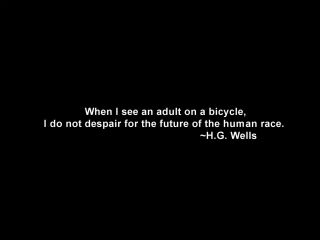 When I see an adult on a bicycle,
I do not despair for the future of the human race.
~H.G. Wells